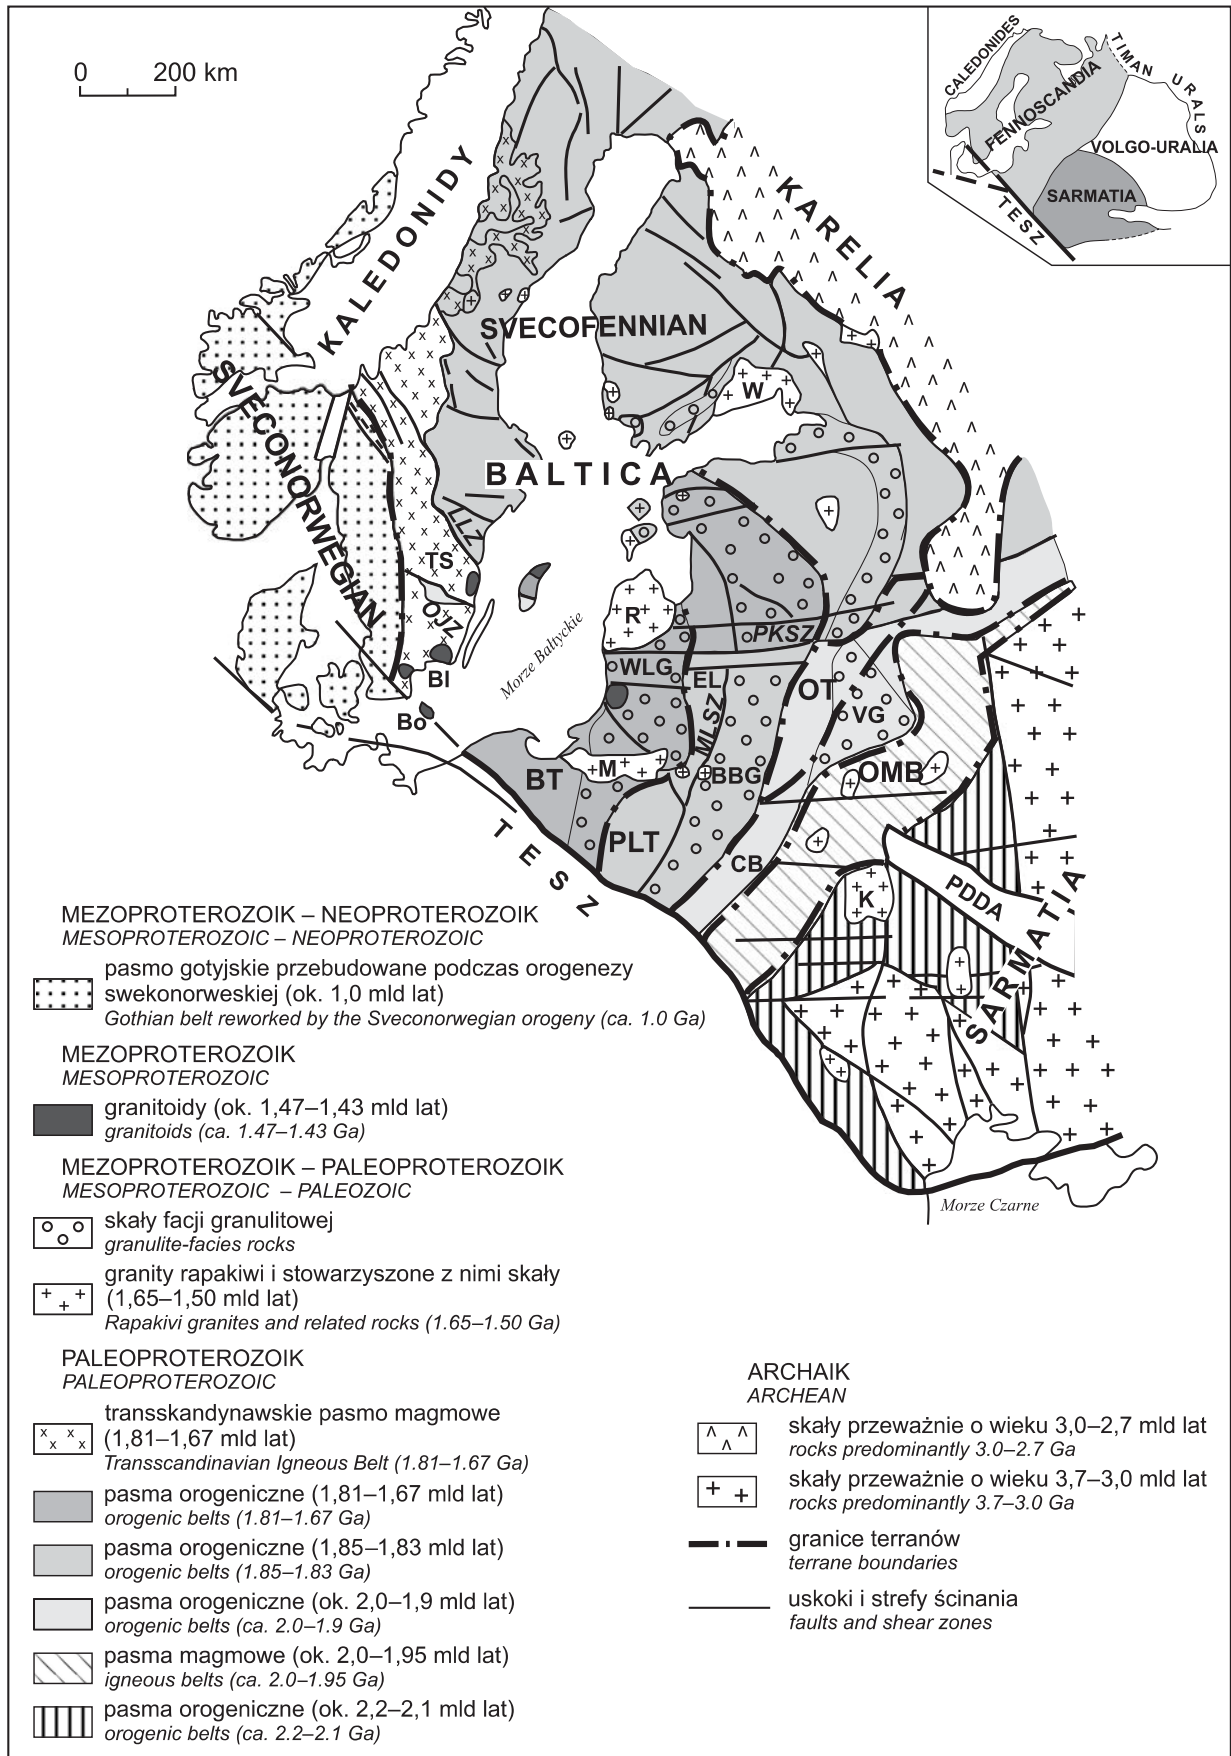 0 200 km
CALEDONIDES
TIMAN URALS
FENNOSCANDIA
VOLGO-URALIA
SARMATIA
TESZ
KALEDONIDY
KARELIA
SVECOFENNIAN
W
SVECONORWEGIAN
BALTICA
LLZ
TS
OJZ
R
PKSZ
Morze Bałtyckie
WLG
EL
OT
Bl
MLSZ
VG
Bo
BT
M
BBG
OMB
TESZ
PLT
CB
K
PDDA
SARMATIA
Morze Czarne
MEZOPROTEROZOIK – NEOPROTEROZOIK
MESOPROTEROZOIC – NEOPROTEROZOIC
pasmo gotyjskie przebudowane podczas orogenezy
swekonorweskiej (ok. 1,0 mld lat)
Gothian belt reworked by the Sveconorwegian orogeny (ca. 1.0 Ga)
MEZOPROTEROZOIK
MESOPROTEROZOIC
granitoidy (ok. 1,47–1,43 mld lat)
granitoids (ca. 1.47–1.43 Ga)
MEZOPROTEROZOIK – PALEOPROTEROZOIK
MESOPROTEROZOIC – PALEOZOIC
skały facji granulitowej
granulite-facies rocks
granity rapakiwi i stowarzyszone z nimi skały
(1,65–1,50 mld lat)
Rapakivi granites and related rocks (1.65–1.50 Ga)
PALEOPROTEROZOIK
PALEOPROTEROZOIC
transskandynawskie pasmo magmowe
(1,81–1,67 mld lat)
Transscandinavian Igneous Belt (1.81–1.67 Ga)
pasma orogeniczne (1,81–1,67 mld lat)
orogenic belts (1.81–1.67 Ga)
pasma orogeniczne (1,85–1,83 mld lat)
orogenic belts (1.85–1.83 Ga)
pasma orogeniczne (ok. 2,0–1,9 mld lat)
orogenic belts (ca. 2.0–1.9 Ga)
pasma magmowe (ok. 2,0–1,95 mld lat)
igneous belts (ca. 2.0–1.95 Ga)
pasma orogeniczne (ok. 2,2–2,1 mld lat)
orogenic belts (ca. 2.2–2.1 Ga)
ARCHAIK
ARCHEAN
skały przeważnie o wieku 3,0–2,7 mld lat
rocks predominantly 3.0–2.7 Ga
skały przeważnie o wieku 3,7–3,0 mld lat
rocks predominantly 3.7–3.0 Ga
granice terranów
terrane boundaries
uskoki i strefy ścinania
faults and shear zones